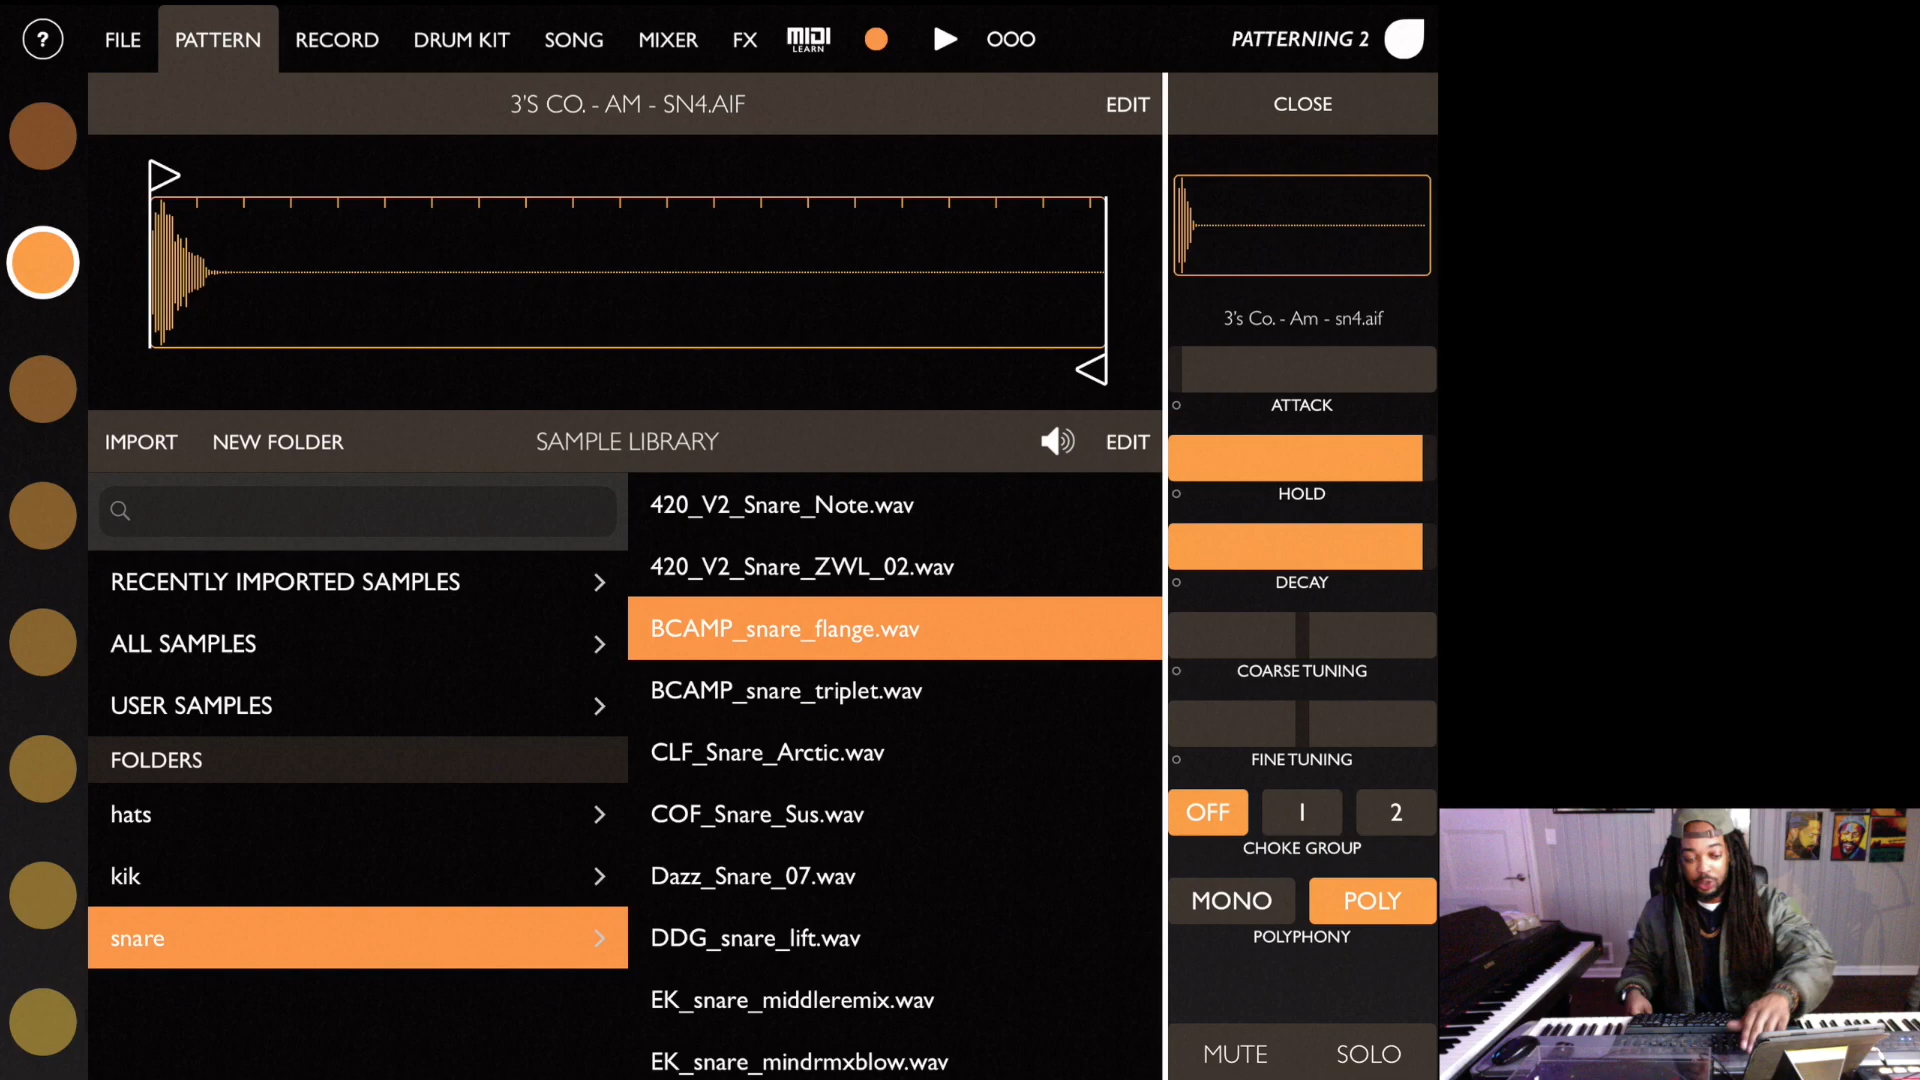 ?
FILE
PATTERN
RECORD
DRUM KIT
SONG
MIXER
FX
MIDI
LEARN
PATTERNING 2
3'S CO. - AM - SN4.AIF
EDIT
CLOSE
3's Co. - Am - sn4.aif
ATTACK
HOLD
DECAY
COARSE TUNING
FINE TUNING
OFF
1
2
CHOKE GROUP
MONO
POLY
POLYPHONY
MUTE
SOLO
IMPORT
NEW FOLDER
SAMPLE LIBRARY
EDIT
RECENTLY IMPORTED SAMPLES
ALL SAMPLES
USER SAMPLES
FOLDERS
hats
kik
snare
420_V2_Snare_Note.wav
420_V2_Snare_ZWL_02.wav
BCAMP_snare_flange.wav
BCAMP_snare_triplet.wav
CLF_Snare_Arctic.wav
COF_Snare_Sus.wav
Dazz_Snare_07.wav
DDG_snare_lift.wav
EK_snare_middleremix.wav
EK_snare_mindrmxblow.wav